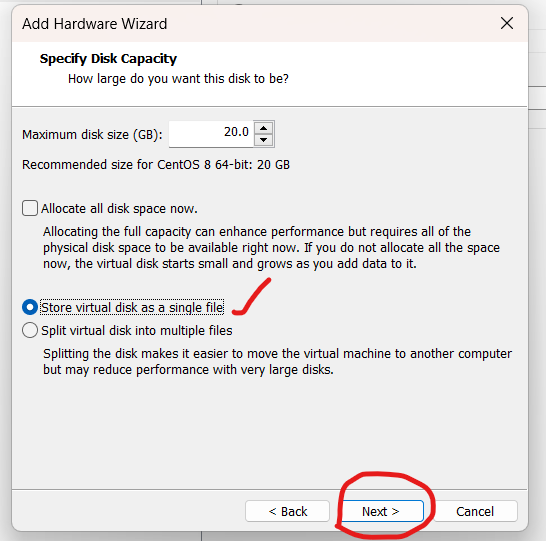 Add Hardware Wizard
Specify Disk Capacity
How large do you want this disk to be?
Maximum disk size (GB): 20.0
Recommended size for CentOS 8 64-bit: 20 GB
Allocate all disk space now.
Allocating the full capacity can enhance performance but requires all of the
physical disk space to be available right now. If you do not allocate all the space
now, the virtual disk starts small and grows as you add data to it.
Store virtual disk as a single file
Split virtual disk into multiple files
Splitting the disk makes it easier to move the virtual machine to another computer
but may reduce performance with very large disks.
< Back Next > Cancel